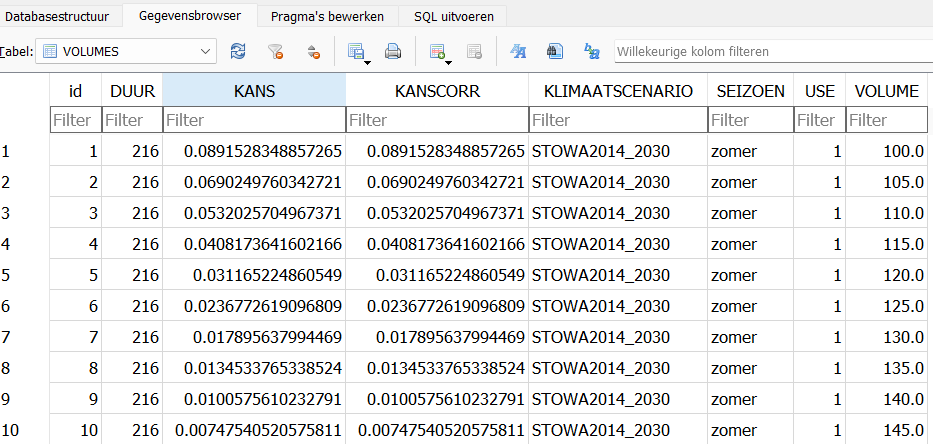 Databasestructuur Gegevensbrowser Pragma's bewerken SQL uitvoeren
Tabel: VOLUMES Willekeurige kolom filteren
id DUUR KANS KANSCORR KLIMAATSCENARIO SEIZOEN USE VOLUME
Filter Filter Filter Filter Filter Filter Filter Filter
1 1 216 0.0891528348857265 0.0891528348857265 STOWA2014_2030 zomer 1 100.0
2 2 216 0.0690249760342721 0.0690249760342721 STOWA2014_2030 zomer 1 105.0
3 3 216 0.0532025704967371 0.0532025704967371 STOWA2014_2030 zomer 1 110.0
4 4 216 0.0408173641602166 0.0408173641602166 STOWA2014_2030 zomer 1 115.0
5 5 216 0.031165224860549 0.031165224860549 STOWA2014_2030 zomer 1 120.0
6 6 216 0.0236772619096809 0.0236772619096809 STOWA2014_2030 zomer 1 125.0
7 7 216 0.017895637994469 0.017895637994469 STOWA2014_2030 zomer 1 130.0
8 8 216 0.0134533765338524 0.0134533765338524 STOWA2014_2030 zomer 1 135.0
9 9 216 0.0100575610232791 0.0100575610232791 STOWA2014_2030 zomer 1 140.0
10 10 216 0.00747540520575811 0.00747540520575811 STOWA2014_2030 zomer 1 145.0